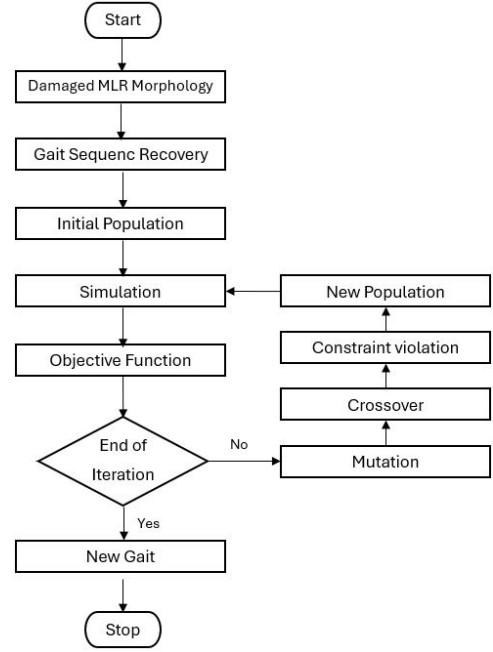 Start
Damaged MLR Morphology
Gait Sequenc Recovery
Initial Population
Simulation
New Population
Objective Function
Constraint violation
Crossover
End of
Iteration
No
Mutation
Yes
New Gait
Stop